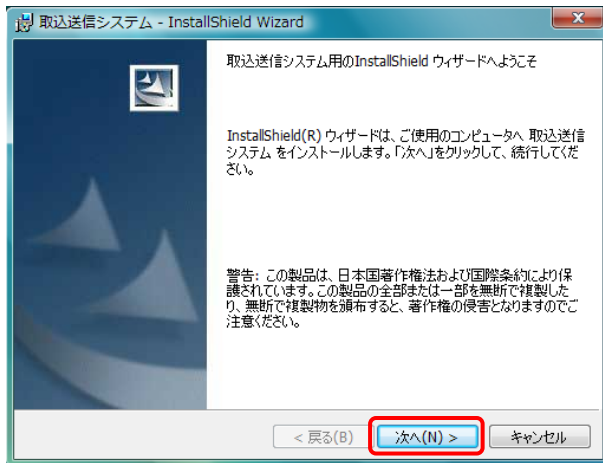 取込送信システム - InstallShield Wizard
取込送信システム用のInstallShield ウィザードへようこそ
InstallShield(R) ウィザードは、ご使用のコンピュータへ 取込送信
システム をインストールします。「次へ」をクリックして、続行してくだ
さい。
警告: この製品は、日本国著作権法および国際条約により保
護されています。この製品の全部または一部を無断で複製した
り、無断で複製物を頒布すると、著作権の侵害となりますのでご
注意ください。
< 戻る(B)
次へ(N) >
キャンセル